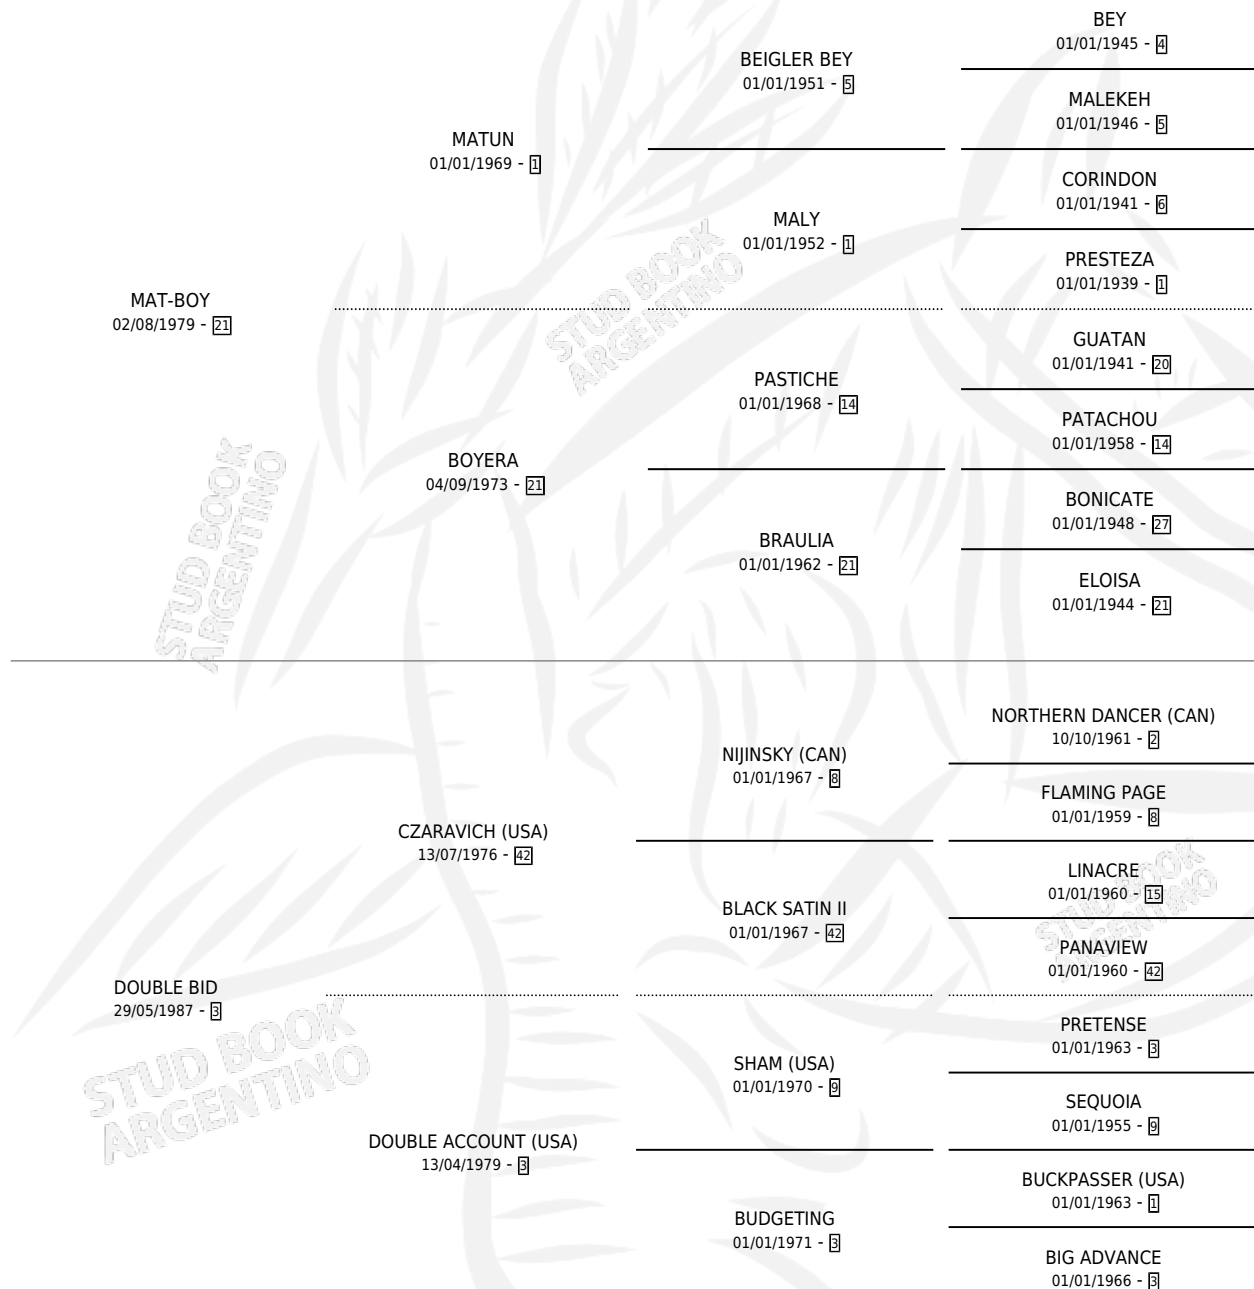 BEY
01/01/1945 - 4
BEIGLER BEY
01/01/1951 - 5
MALEKEH
01/01/1946 - 5
MATUN
01/01/1969 - 1
CORINDON
01/01/1941 - 6
MALY
01/01/1952 - 1
PRESTEZA
01/01/1939 - 1
MAT-BOY
02/08/1979 - 21
GUATAN
01/01/1941 - 20
PASTICHE
01/01/1968 - 14
PATACHOU
01/01/1958 - 14
BOYERA
04/09/1973 - 21
BONICATE
01/01/1948 - 27
BRAULIA
01/01/1962 - 21
ELOISA
01/01/1944 - 21
NORTHERN DANCER (CAN)
10/10/1961 - 2
NIJINSKY (CAN)
01/01/1967 - 8
FLAMING PAGE
01/01/1959 - 8
CZARAVICH (USA)
13/07/1976 - 42
LINACRE
01/01/1960 - 15
BLACK SATIN II
01/01/1967 - 42
PANAVIEW
01/01/1960 - 42
DOUBLE BID
29/05/1987 - 3
PRETENSE
01/01/1963 - 3
SHAM (USA)
01/01/1970 - 9
SEQUOIA
01/01/1955 - 9
DOUBLE ACCOUNT (USA)
13/04/1979 - 3
BUCKPASSER (USA)
01/01/1963 - 1
BUDGETING
01/01/1971 - 3
BIG ADVANCE
01/01/1966 - 3
STUD BOOK
ARGENTINO
STUD BOOK
ARGENTINO
STUD BOOK
ARGENTINO
STUD BOOK
ARGENTINO